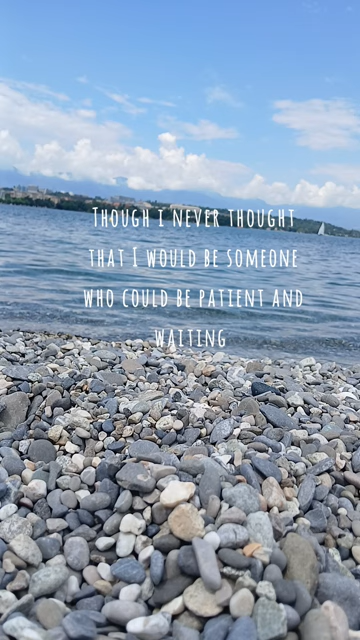 Though i never thought
that I would be someone
who could be patient and
waiting